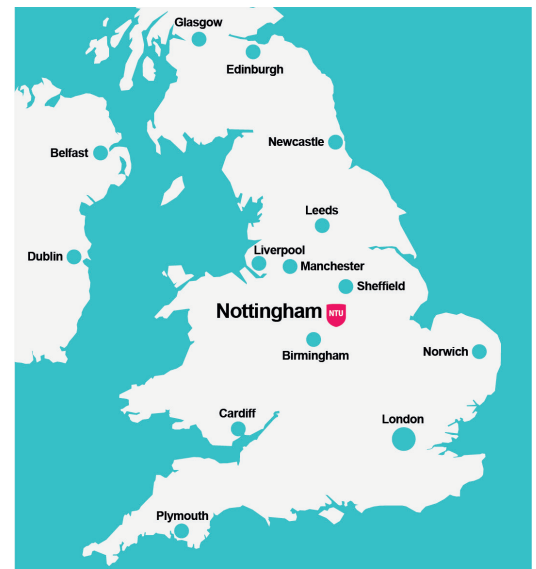 Glasgow
Edinburgh
Newcastle
Belfast
Leeds
Liverpool
Dublin
Manchester
Sheffield
Nottingham NTU
Birmingham
Norwich
Cardiff
London
Plymouth